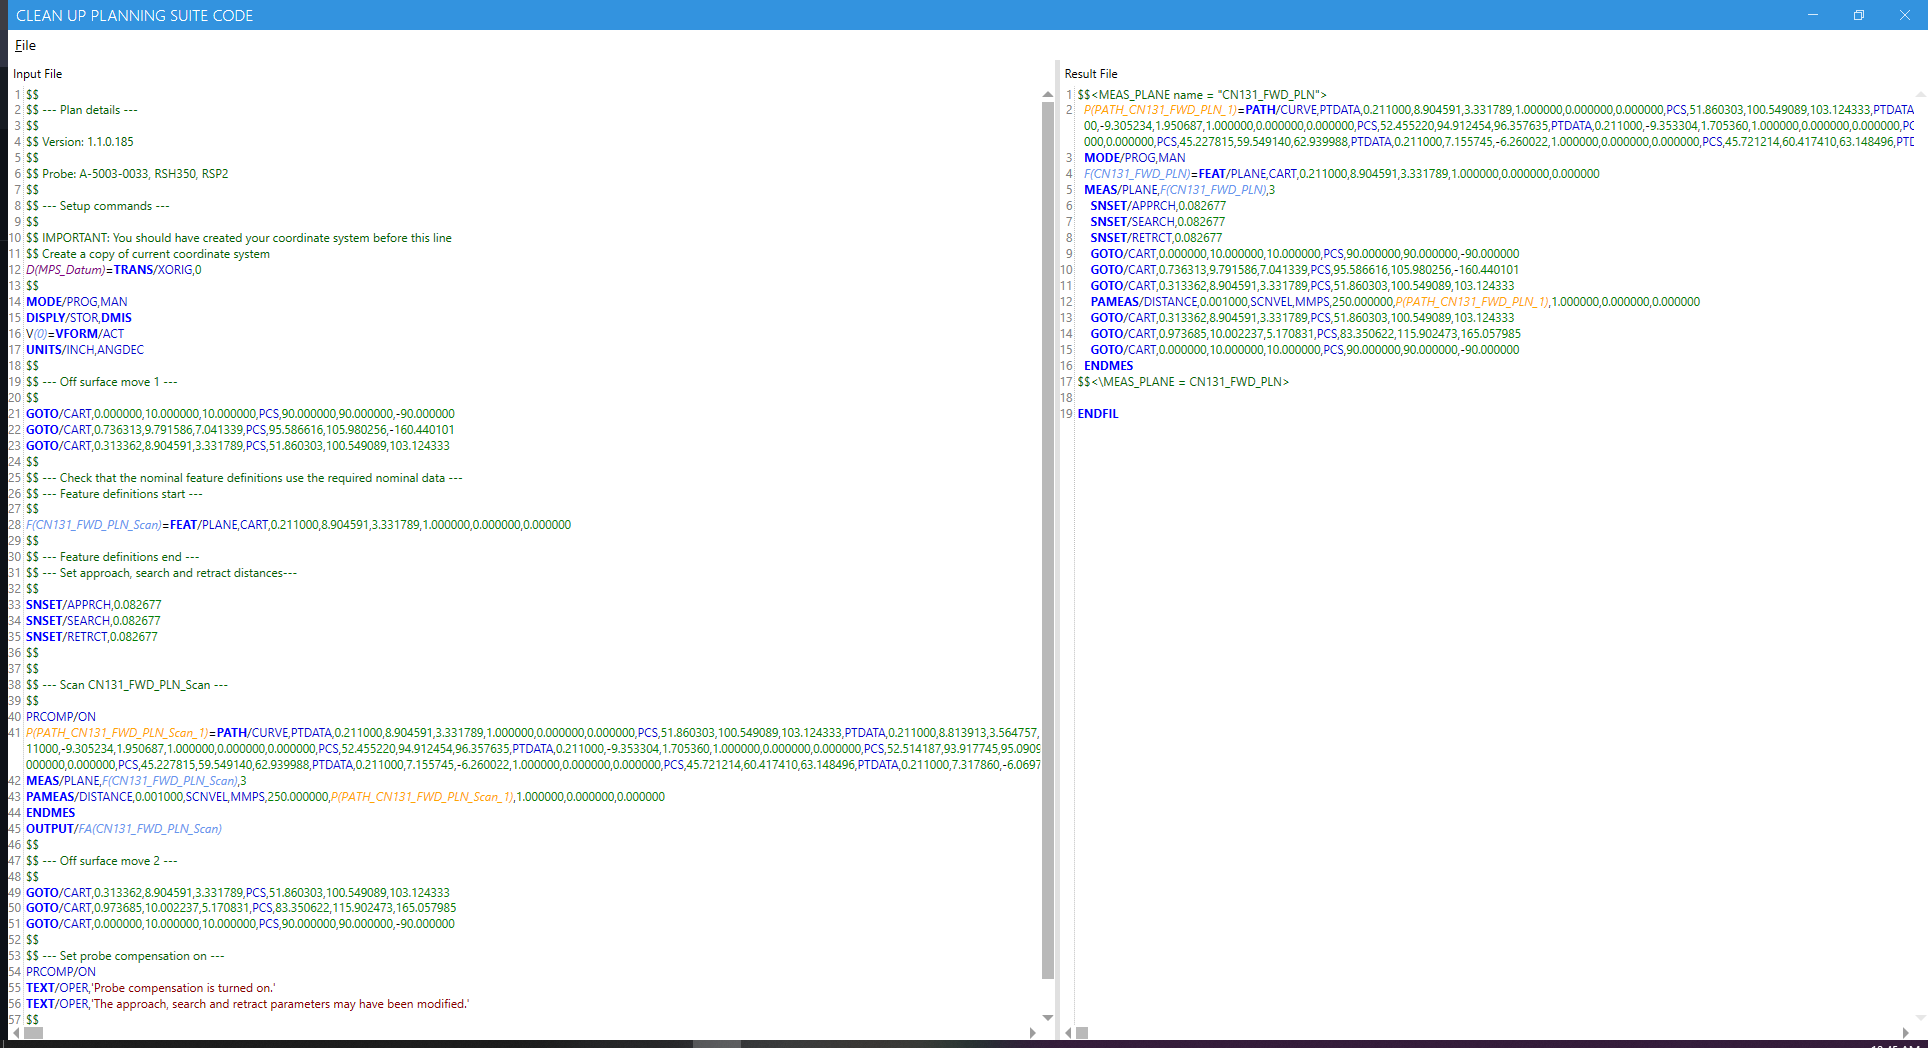 CLEAN UP PLANNING SUITE CODE
File
Input File
1 $$
2 $$ --- Plan details ---
3 $$
4 $$ Version: 1.1.0.185
5 $$
6 $$ Probe: A-5003-0033, RSH350, RSP2
7 $$
8 $$ --- Setup commands ---
9 $$
10 $$ IMPORTANT: You should have created your coordinate system before this line
11 $$ Create a copy of current coordinate system
12 D(MPS_Datum)=TRANS/XORIG,0
13 $$
14 MODE/PROG,MAN
15 DISPLY/STOR,DMIS
16 V(0)=VFORM/ACT
17 UNITS/INCH,ANGDEC
18 $$
19 $$ --- Off surface move 1 ---
20 $$
21 GOTO/CART,0.000000,10.000000,10.000000,PCS,90.000000,90.000000,-90.000000
22 GOTO/CART,0.736313,9.791586,7.041339,PCS,95.586616,105.980256,-160.440101
23 GOTO/CART,0.313362,8.904591,3.331789,PCS,51.860303,100.549089,103.124333
24 $$
25 $$ --- Check that the nominal feature definitions use the required nominal data ---
26 $$ --- Feature definitions start ---
27 $$
28 F(CN131_FWD_PLN_Scan)=FEAT/PLANE,CART,0.211000,8.904591,3.331789,1.000000,0.000000,0.000000
29 $$
30 $$ --- Feature definitions end ---
31 $$ --- Set approach, search and retract distances---
32 $$
33 SNSET/APPRCH,0.082677
34 SNSET/SEARCH,0.082677
35 SNSET/RETRCT,0.082677
36 $$
37 $$
38 $$ --- Scan CN131_FWD_PLN_Scan ---
39 $$
40 PRCOMP/ON
41 P(PATH_CN131_FWD_PLN_Scan_1)=PATH/CURVE,PTDATA,0.211000,8.904591,3.331789,1.000000,0.000000,0.000000,PCS,51.860303,100.549089,103.124333,PTDATA,0.211000,8.813913,3.564757,
11000,-9.305234,1.950687,1.000000,0.000000,0.000000,PCS,52.455220,94.912454,96.357635,PTDATA,0.211000,-9.353304,1.705360,1.000000,0.000000,0.000000,PCS,52.514187,93.917745,95.0909
000000,0.000000,PCS,45.227815,59.549140,62.939988,PTDATA,0.211000,7.155745,-6.260022,1.000000,0.000000,0.000000,PCS,45.721214,60.417410,63.148496,PTDATA,0.211000,7.317860,-6.0697
42 MEAS/PLANE,F(CN131_FWD_PLN_Scan),3
43 PAMEAS/DISTANCE,0.001000,SCNVEL,MMPS,250.000000,P(PATH_CN131_FWD_PLN_Scan_1),1.000000,0.000000,0.000000
44 ENDMES
45 OUTPUT/FA(CN131_FWD_PLN_Scan)
46 $$
47 $$ --- Off surface move 2 ---
48 $$
49 GOTO/CART,0.313362,8.904591,3.331789,PCS,51.860303,100.549089,103.124333
50 GOTO/CART,0.973685,10.002237,5.170831,PCS,83.350622,115.902473,165.057985
51 GOTO/CART,0.000000,10.000000,10.000000,PCS,90.000000,90.000000,-90.000000
52 $$
53 $$ --- Set probe compensation on ---
54 PRCOMP/ON
55 TEXT/OPER,'Probe compensation is turned on.'
56 TEXT/OPER,'The approach, search and retract parameters may have been modified.'
57 $$
Result File
1 $$<MEAS_PLANE name = "CN131_FWD_PLN">
2 P(PATH_CN131_FWD_PLN_1)=PATH/CURVE,PTDATA,0.211000,8.904591,3.331789,1.000000,0.000000,0.000000,PCS,51.860303,100.549089,103.124333,PTDATA
00,-9.305234,1.950687,1.000000,0.000000,0.000000,PCS,52.455220,94.912454,96.357635,PTDATA,0.211000,-9.353304,1.705360,1.000000,0.000000,0.000000,PC
000,0.000000,PCS,45.227815,59.549140,62.939988,PTDATA,0.211000,7.155745,-6.260022,1.000000,0.000000,0.000000,PCS,45.721214,60.417410,63.148496,PTD
3 MODE/PROG,MAN
4 F(CN131_FWD_PLN)=FEAT/PLANE,CART,0.211000,8.904591,3.331789,1.000000,0.000000,0.000000
5 MEAS/PLANE,F(CN131_FWD_PLN),3
6 SNSET/APPRCH,0.082677
7 SNSET/SEARCH,0.082677
8 SNSET/RETRCT,0.082677
9 GOTO/CART,0.000000,10.000000,10.000000,PCS,90.000000,90.000000,-90.000000
10 GOTO/CART,0.736313,9.791586,7.041339,PCS,95.586616,105.980256,-160.440101
11 GOTO/CART,0.313362,8.904591,3.331789,PCS,51.860303,100.549089,103.124333
12 PAMEAS/DISTANCE,0.001000,SCNVEL,MMPS,250.000000,P(PATH_CN131_FWD_PLN_1),1.000000,0.000000,0.000000
13 GOTO/CART,0.313362,8.904591,3.331789,PCS,51.860303,100.549089,103.124333
14 GOTO/CART,0.973685,10.002237,5.170831,PCS,83.350622,115.902473,165.057985
15 GOTO/CART,0.000000,10.000000,10.000000,PCS,90.000000,90.000000,-90.000000
16 ENDMES
17 $$<\MEAS_PLANE = CN131_FWD_PLN>
18
19 ENDFIL